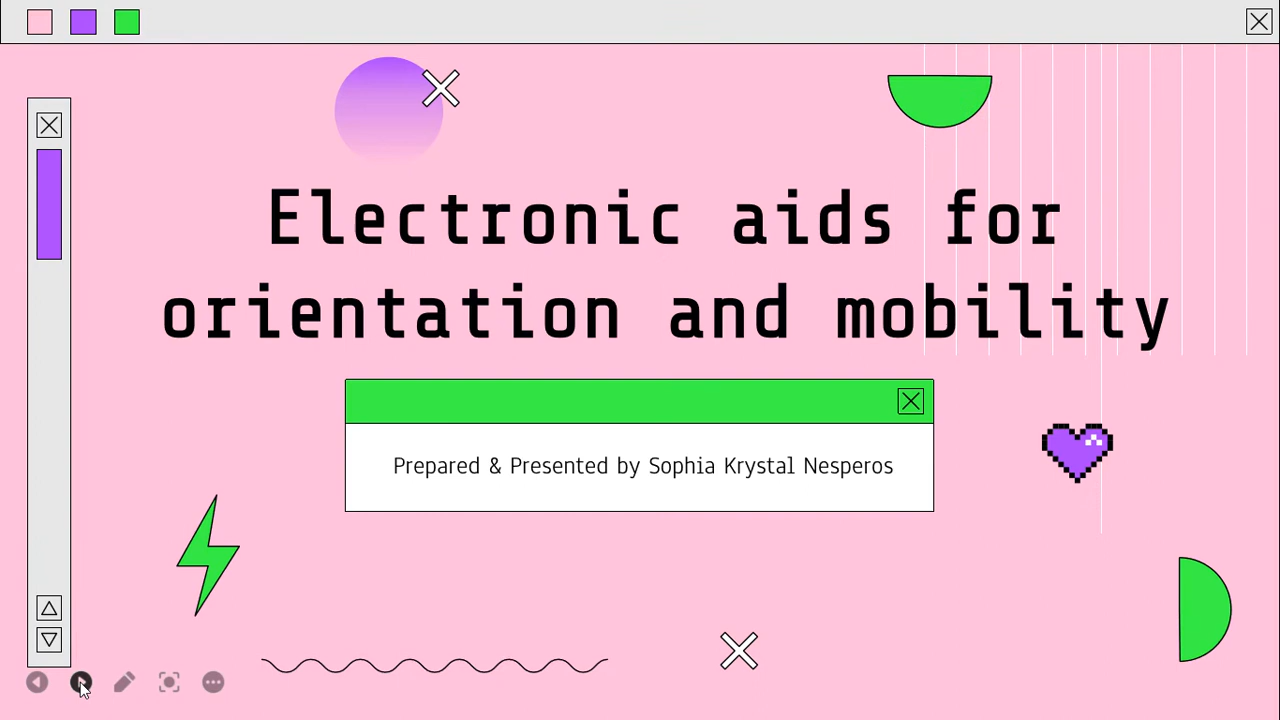 Electronic aids for
orientation and mobility
Prepared & Presented by Sophia Krystal Nesperos